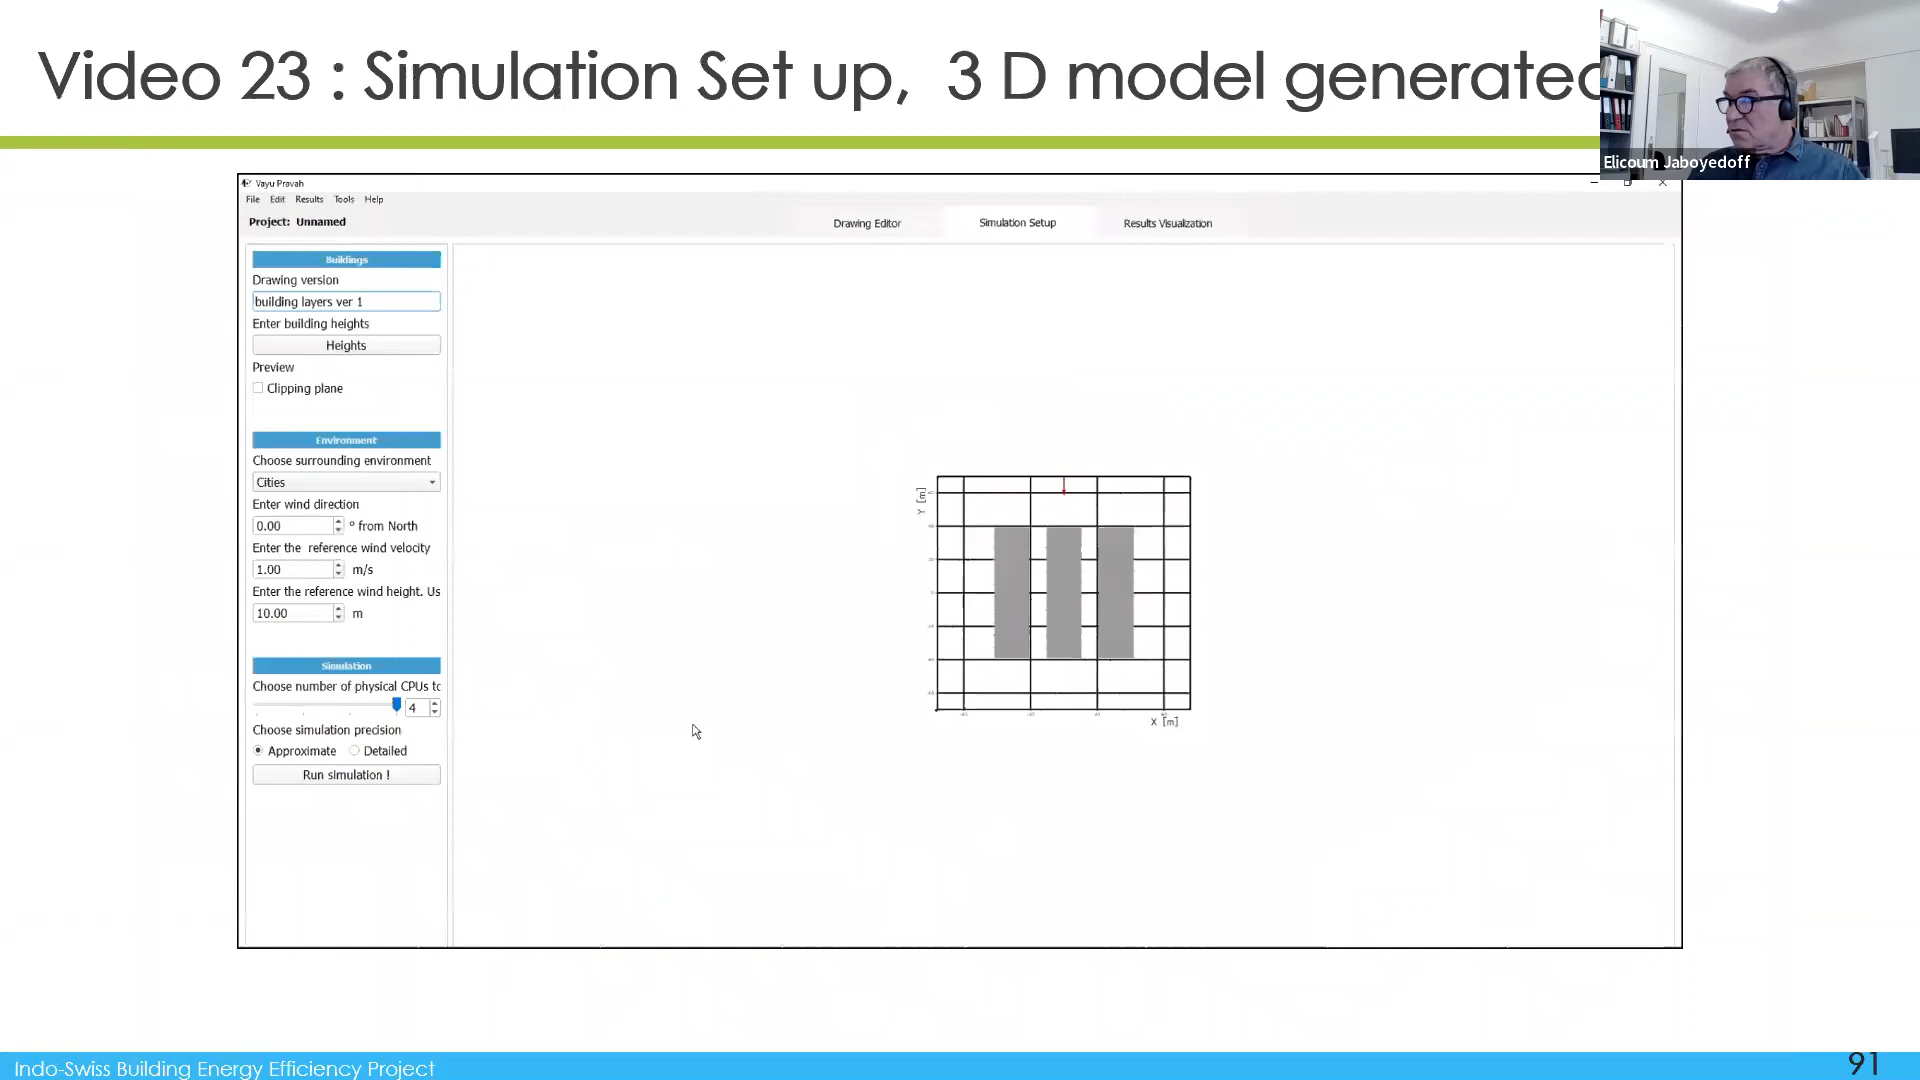 Video 23 : Simulation Set up, 3 D model generated
Elicoum Jaboyedoff
Vayu Pravah
File Edit Results Tools Help
Project: Unnamed
Drawing Editor Simulation Setup Results Visualization
Buildings
Drawing version
building layers ver 1
Enter building heights
Heights
Preview
Clipping plane
Environment
Choose surrounding environment
Cities
Enter wind direction
0.00 ° from North
Enter the reference wind velocity
1.00 m/s
Enter the reference wind height. Us
10.00 m
Simulation
Choose number of physical CPUs to
4
Choose simulation precision
Approximate Detailed
Run simulation !
Y [m]
X [m]
Indo-Swiss Building Energy Efficiency Project
91